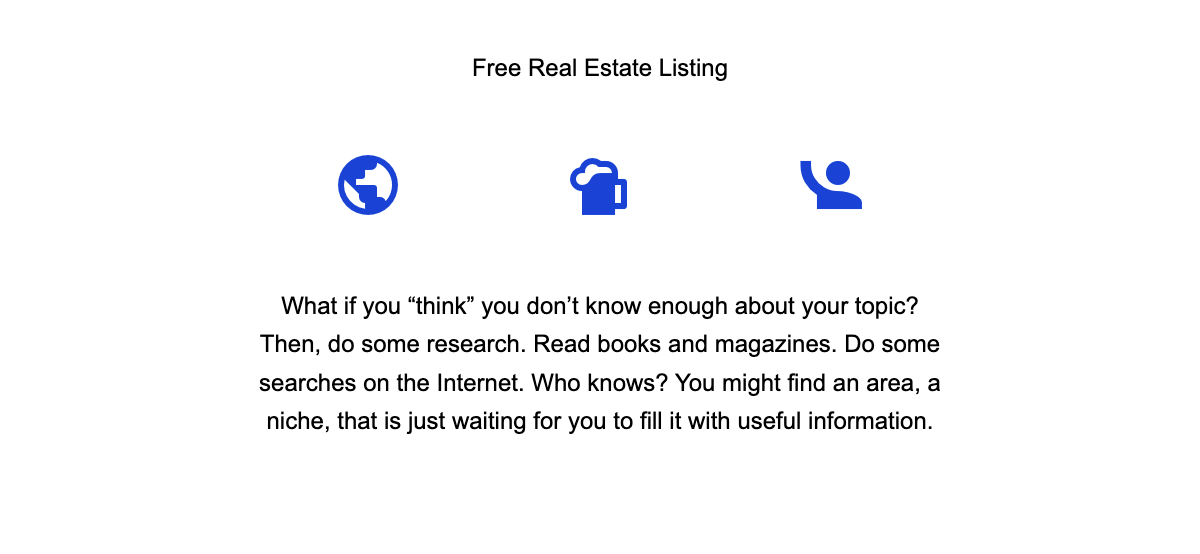 Free Real Estate Listing
What if you “think” you don’t know enough about your topic?
Then, do some research. Read books and magazines. Do some
searches on the Internet. Who knows? You might find an area, a
niche, that is just waiting for you to fill it with useful information.